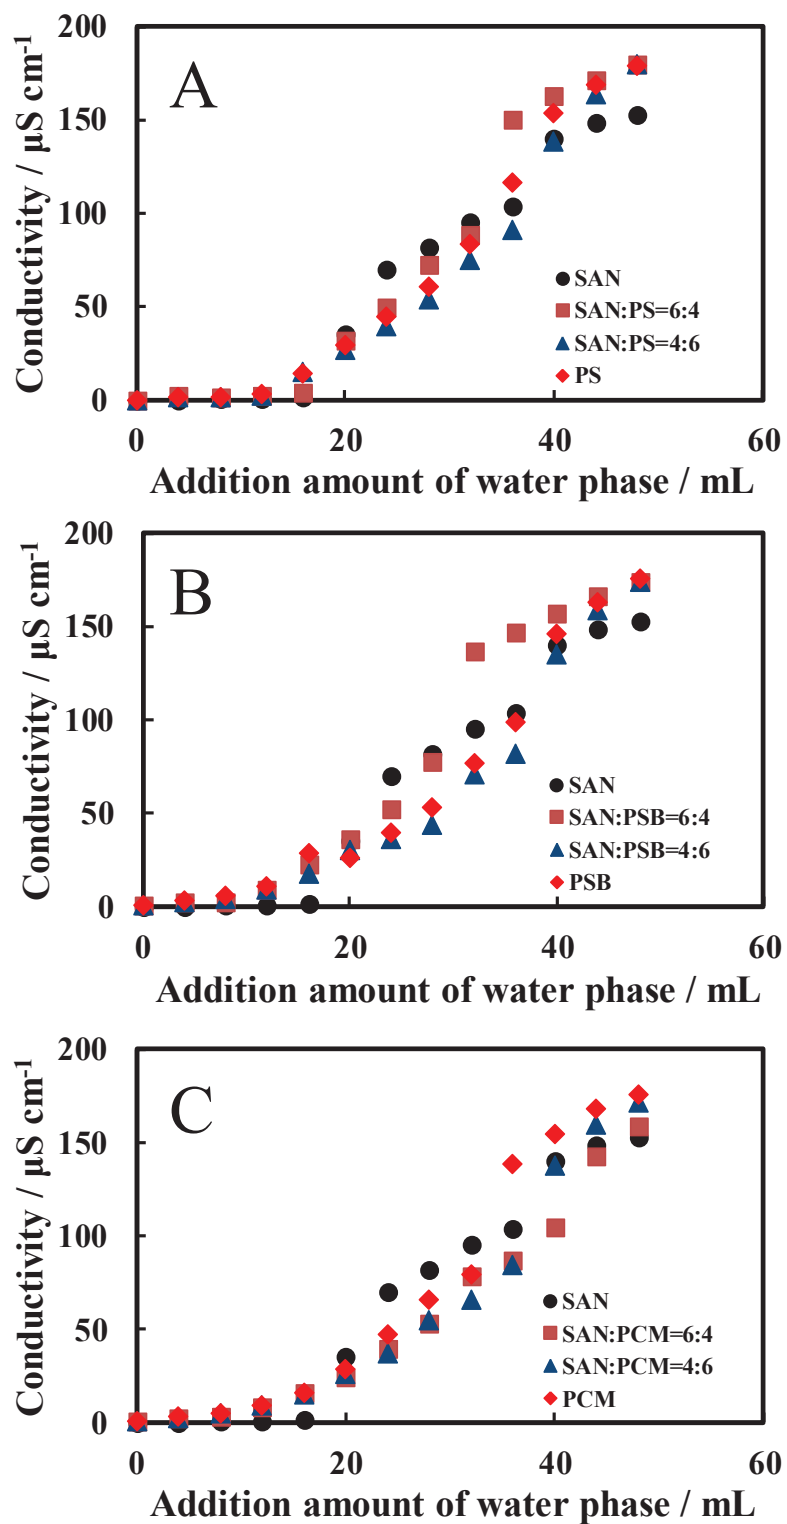 A
Conductivity / µS cm-1
200
150
100
50
0
SAN
SAN:PS=6:4
SAN:PS=4:6
PS
0 20 40 60
Addition amount of water phase / mL
B
Conductivity / µS cm-1
200
150
100
50
0
SAN
SAN:PSB=6:4
SAN:PSB=4:6
PSB
0 20 40 60
Addition amount of water phase / mL
C
Conductivity / µS cm-1
200
150
100
50
0
SAN
SAN:PCM=6:4
SAN:PCM=4:6
PCM
0 20 40 60
Addition amount of water phase / mL